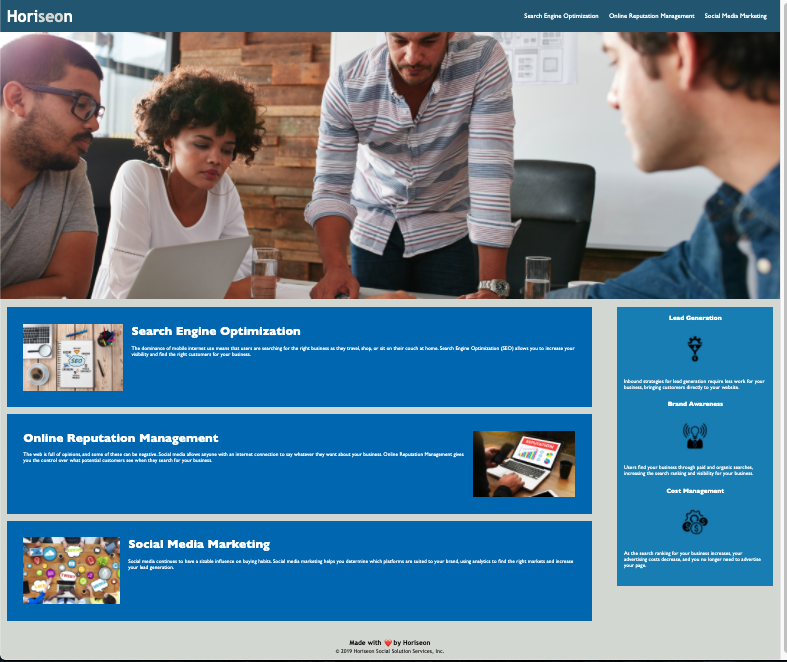 Horiseon
Search Engine Optimization Online Reputation Management Social Media Marketing
Search Engine Optimization
The dominance of mobile internet use means that users are searching for the right business as they travel, shop, or sit on their couch at home. Search Engine Optimization (SEO) allows you to increase your
visibility and find the right customers for your business.
SEO
Online Reputation Management
The web is full of opinions, and some of these can be negative. Social media allows anyone with an internet connection to say whatever they want about your business. Online Reputation Management gives
you the control over what potential customers see when they search for your business.
REPUTATION
Social Media Marketing
Social media continues to have a sizable influence on buying habits. Social media marketing helps you determine which platforms are suited to your brand, using analytics to find the right markets and increase
your lead generation.
Lead Generation
Inbound strategies for lead generation require less work for your
business, bringing customers directly to your website.
Brand Awareness
Users find your business through paid and organic searches,
increasing the search ranking and visibility for your business.
Cost Management
As the search ranking for your business increases, your
advertising costs decrease, and you no longer need to advertise
your page.
Made with ❤️ by Horiseon
© 2019 Horiseon Social Solution Services, Inc.